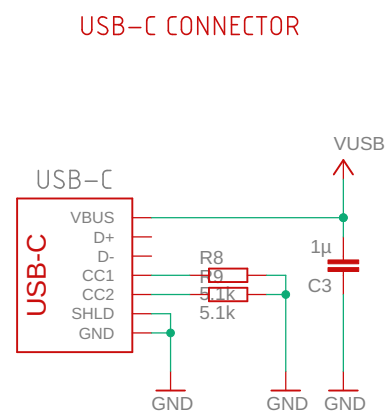 USB-C CONNECTOR
VUSB
USB-C
USB-C
VBUS
D+
D-
CC1
CC2
SHLD
GND
R8
R9
5.1k
5.1k
1µ
C3
GND
GND
GND